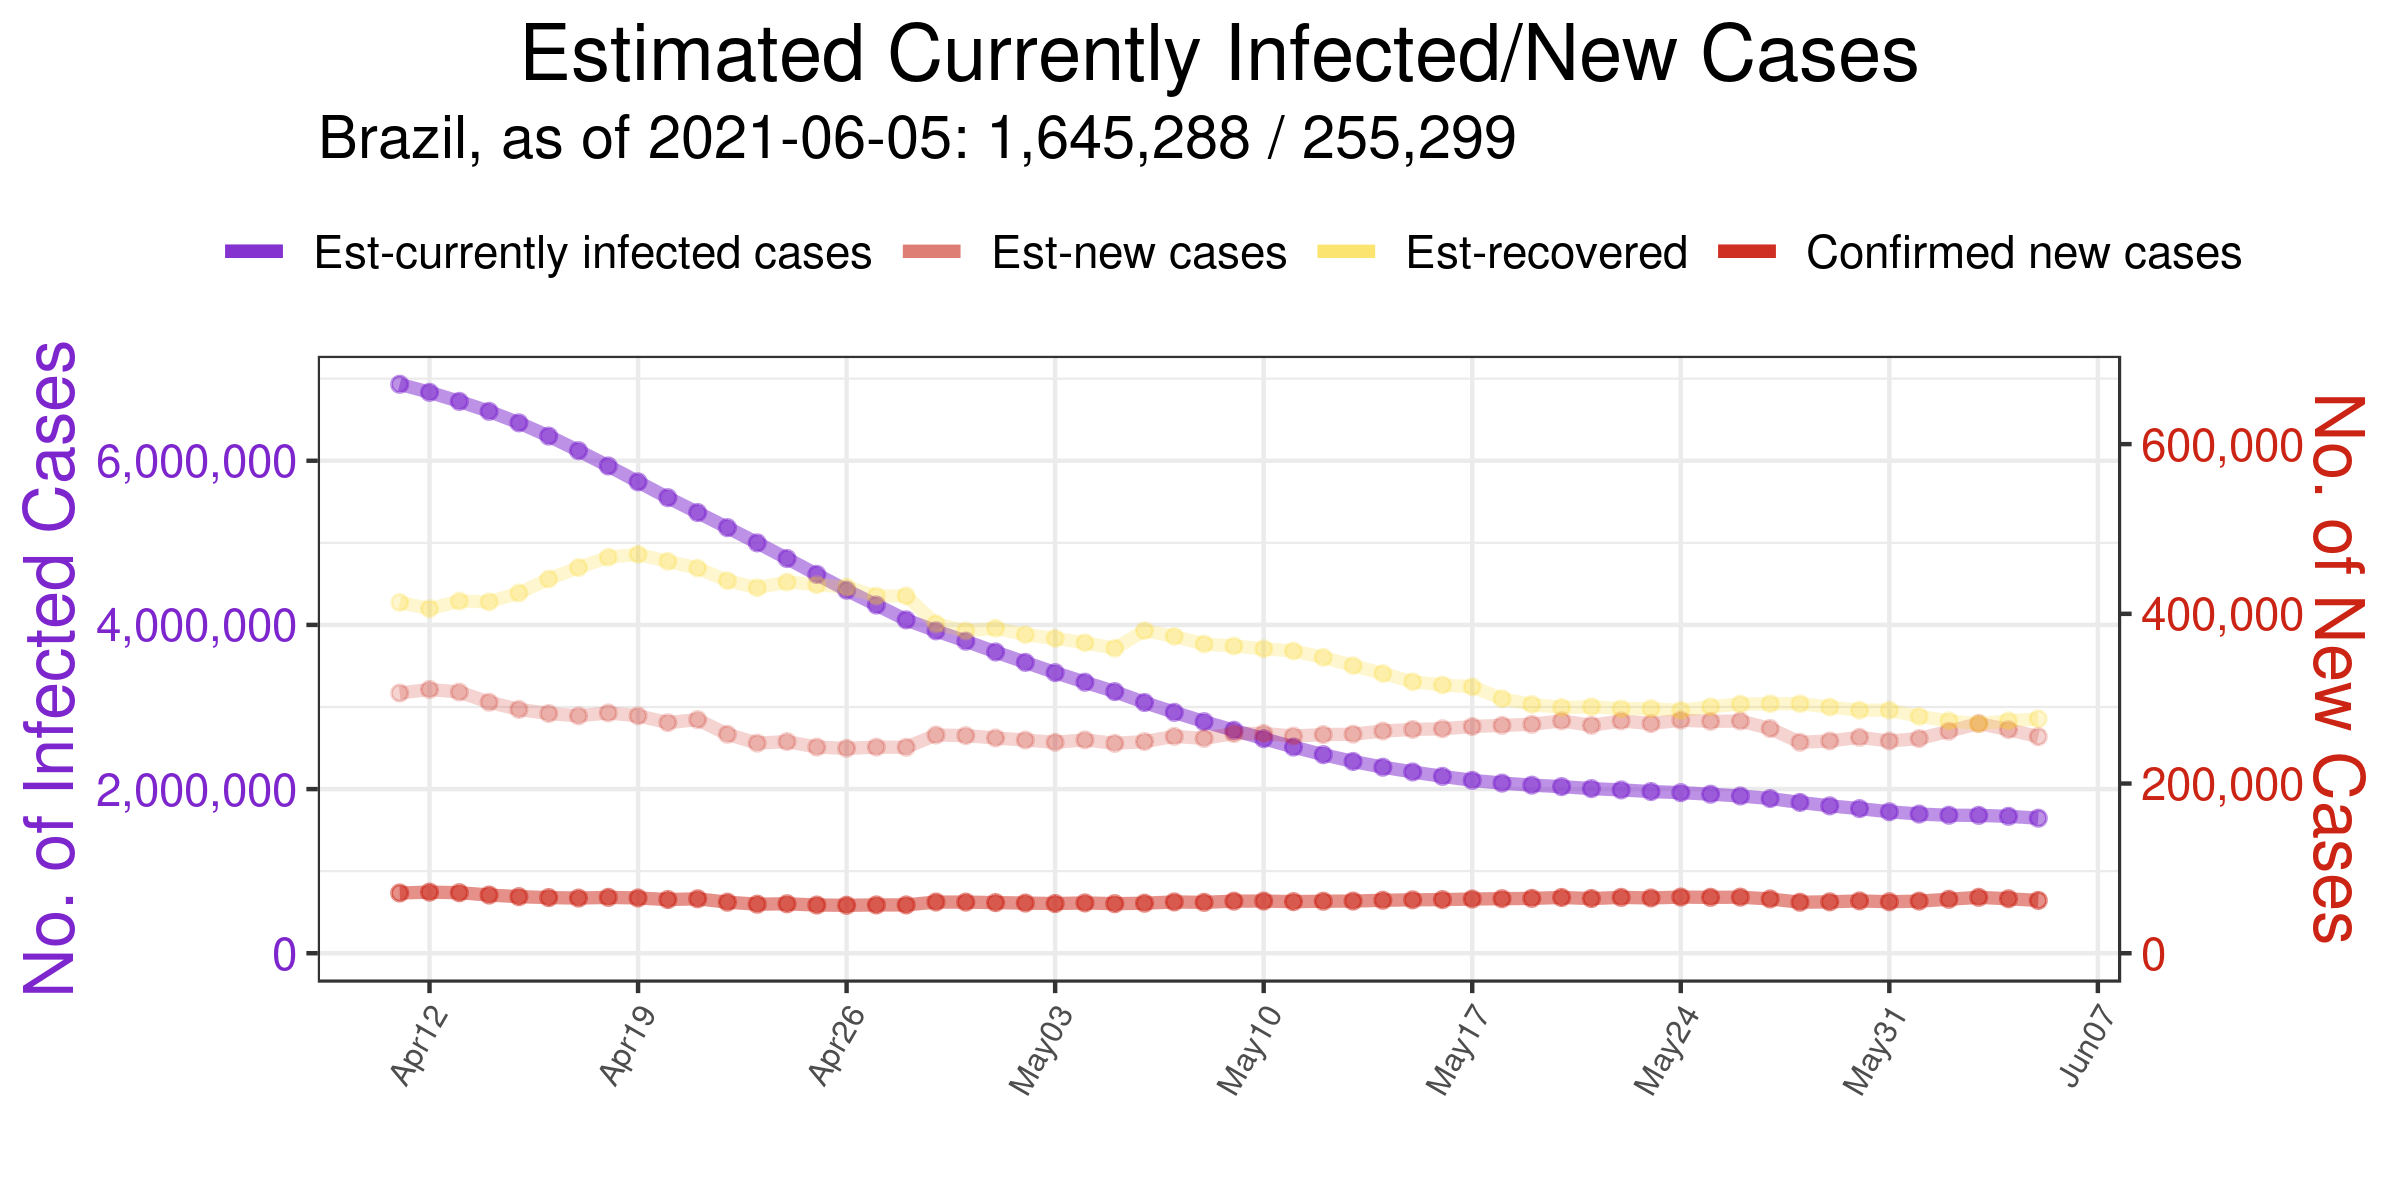 Estimated Currently Infected/New Cases
Brazil, as of 2021-06-05: 1,645,288 / 255,299
Est-currently infected cases Est-new cases Est-recovered Confirmed new cases
No. of Infected Cases
6,000,000
4,000,000
2,000,000
0
600,000
400,000
200,000
0
No. of New Cases
Apr12 Apr19 Apr26 May03 May10 May17 May24 May31 Jun07